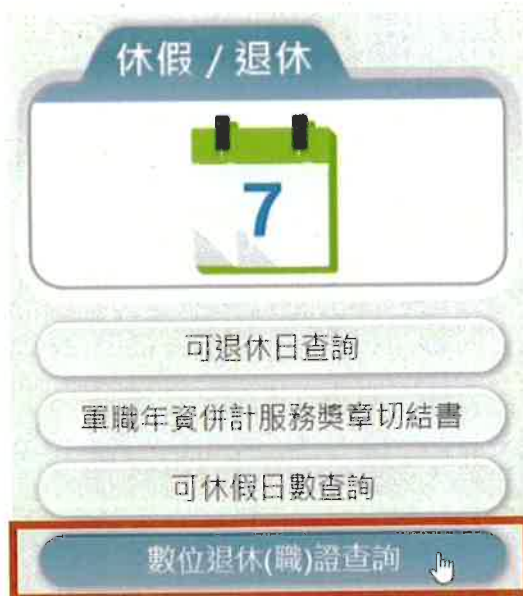 休假 / 退休
7
可退休日查詢
軍職年資併計服務獎章切結書
可休假日數查詢
數位退休(職)證查詢